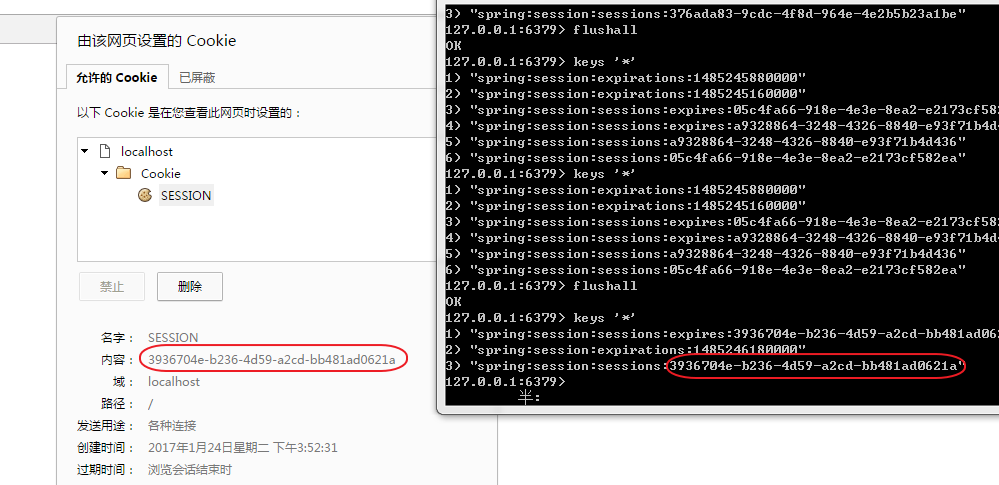 由该网页设置的 Cookie
允许的 Cookie
已屏蔽
以下 Cookie 是在您查看此网页时设置的：
localhost
Cookie
SESSION
禁止
删除
名字： SESSION
内容： 3936704e-b236-4d59-a2cd-bb481ad0621a
域： localhost
路径： /
发送用途： 各种连接
创建时间： 2017年1月24日星期二 下午3:52:31
过期时间： 浏览会话结束时
3) "spring:session:sessions:376ada83-9cdc-4f8d-964e-4e2b5b23a1be"
127.0.0.1:6379> flushall
OK
127.0.0.1:6379> keys '*'
1) "spring:session:expirations:1485245880000"
2) "spring:session:expirations:1485245160000"
3) "spring:session:sessions:expires:05c4fa66-918e-4e3e-8ea2-e2173cf582
4) "spring:session:sessions:expires:a9328864-3248-4326-8840-e93f71b4d4
5) "spring:session:sessions:a9328864-3248-4326-8840-e93f71b4d436"
6) "spring:session:sessions:05c4fa66-918e-4e3e-8ea2-e2173cf582ea"
127.0.0.1:6379> keys '*'
1) "spring:session:expirations:1485245880000"
2) "spring:session:expirations:1485245160000"
3) "spring:session:sessions:expires:05c4fa66-918e-4e3e-8ea2-e2173cf582
4) "spring:session:sessions:expires:a9328864-3248-4326-8840-e93f71b4d4
5) "spring:session:sessions:a9328864-3248-4326-8840-e93f71b4d436"
6) "spring:session:sessions:05c4fa66-918e-4e3e-8ea2-e2173cf582ea"
127.0.0.1:6379> flushall
OK
127.0.0.1:6379> keys '*'
1) "spring:session:sessions:expires:3936704e-b236-4d59-a2cd-bb481ad062
2) "spring:session:expirations:1485246180000"
3) "spring:session:sessions:3936704e-b236-4d59-a2cd-bb481ad0621a"
127.0.0.1:6379>
半：